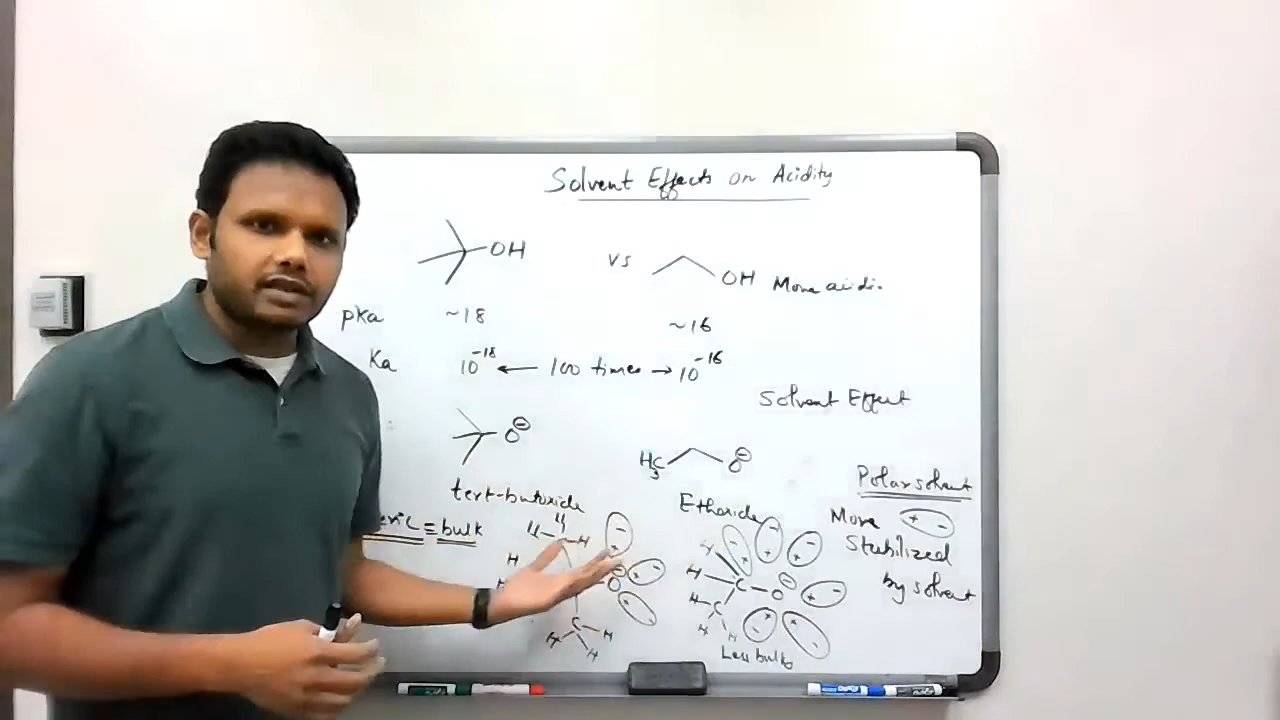 Solvent Effects on Acidity
OH vs OH More acidic
pKa ~18 ~16
Ka 10⁻¹⁸ ← 100 times → 10⁻¹⁶
Solvent Effect
O⊖
H₃C O⊖
tert-butoxide
Ethoxide
Polar solvent
= bulk
More + -
Stabilized
by solvent
H H H C H H H
H H C O⊖ H C H H
Less bulky